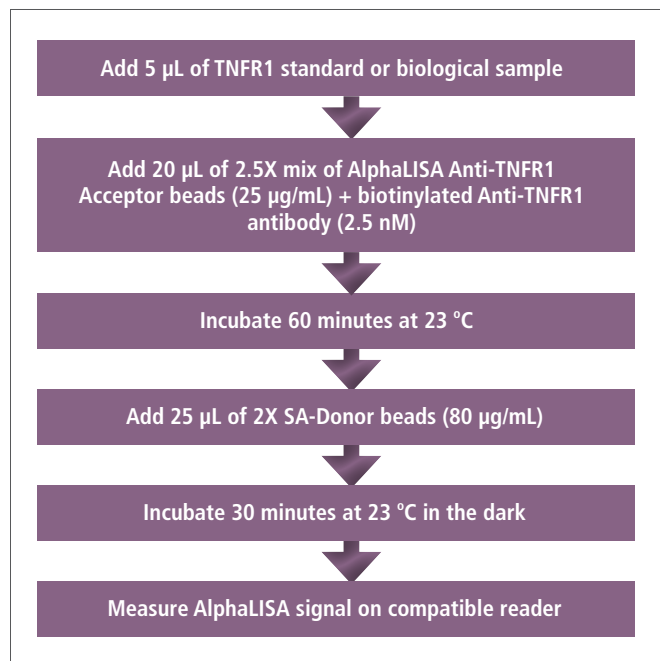 Add 5 µL of TNFR1 standard or biological sample
Add 20 µL of 2.5X mix of AlphaLISA Anti-TNFR1
Acceptor beads (25 µg/mL) + biotinylated Anti-TNFR1
antibody (2.5 nM)
Incubate 60 minutes at 23 °C
Add 25 µL of 2X SA-Donor beads (80 µg/mL)
Incubate 30 minutes at 23 °C in the dark
Measure AlphaLISA signal on compatible reader